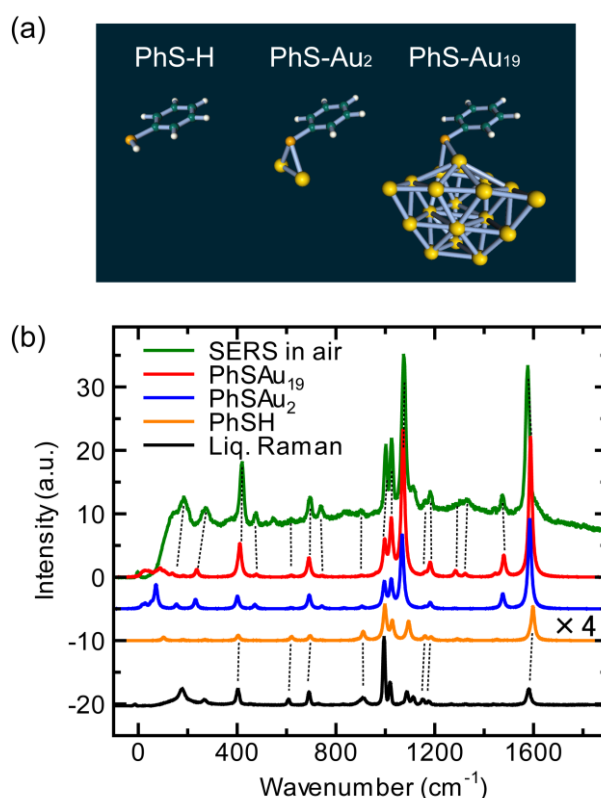 (a)
PhS-H PhS-Au₂ PhS-Au₁₉
(b)
SERS in air
PhSAu₁₉
PhSAu₂
PhSH
Liq. Raman
30
20
10
0
-10
-20
× 4
Intensity (a.u.)
0 400 800 1200 1600
Wavenumber (cm⁻¹)